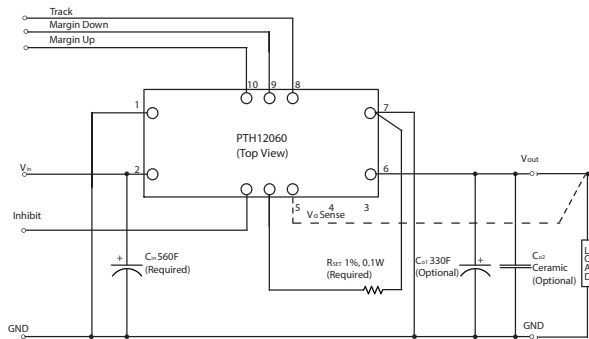 Track
Margin Down
Margin Up
10 9 8
1
7
PTH12060
(Top View)
Vin
2
6
Vout
5 4 3
Inhibit
Vo Sense
+
Cin 560F
(Required)
RSET 1%, 0.1W
(Required)
Co1 330F
(Optional)
+
Co2
Ceramic
(Optional)
LOAD
GND
GND